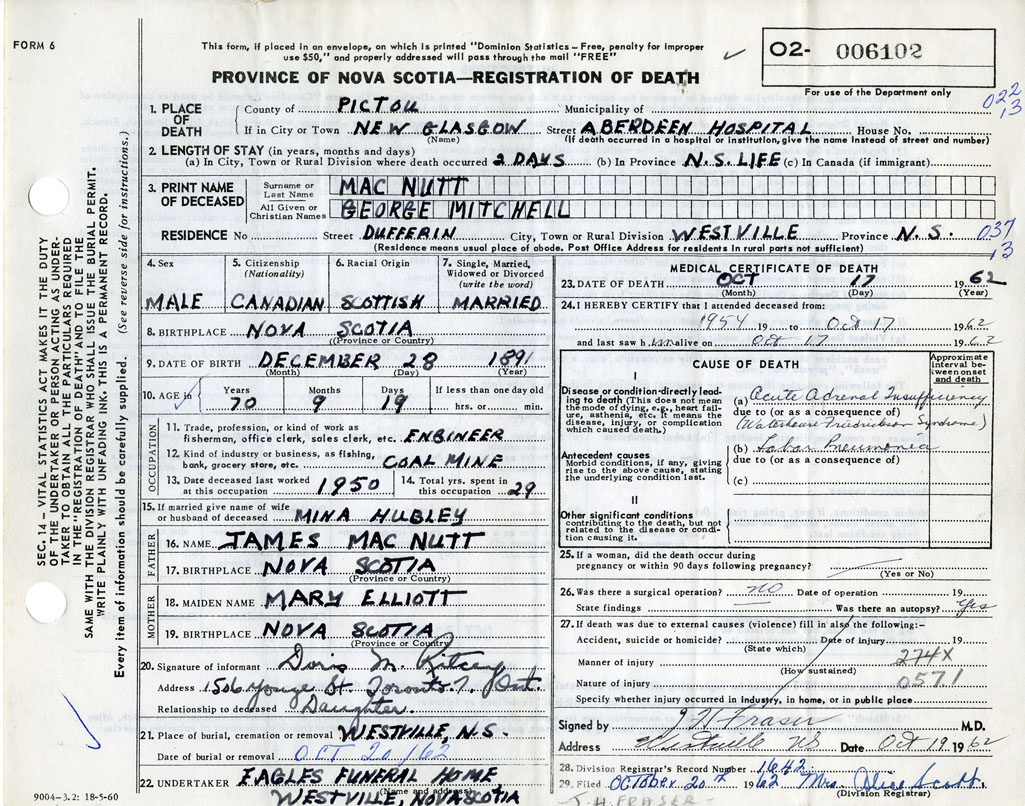 FORM 6
This form, if placed in an envelope, on which is printed "Dominion Statistics – Free, penalty for improper
use $50," and properly addressed will pass through the mail "FREE"
O2- 006102
For use of the Department only
PROVINCE OF NOVA SCOTIA—REGISTRATION OF DEATH
022
13
1. PLACE OF DEATH
County of PICTOU Municipality of
If in City or Town NEW GLASGOW Street ABERDEEN HOSPITAL House No.
(Name) (If death occurred in a hospital or institution, give the name instead of street and number)
2. LENGTH OF STAY (in years, months and days)
(a) In City, Town or Rural Division where death occurred 2 DAYS (b) In Province N.S. LIFE (c) In Canada (if immigrant)
3. PRINT NAME OF DECEASED
Surname or Last Name MAC NUTT
All Given or Christian Names GEORGE MITCHELL
RESIDENCE No Street DUFFERIN City, Town or Rural Division WESTVILLE Province N.S.
037
13
(Residence means usual place of abode. Post Office Address for residents in rural parts not sufficient)
4. Sex MALE
5. Citizenship (Nationality) CANADIAN
6. Racial Origin SCOTTISH
7. Single, Married, Widowed or Divorced (write the word) MARRIED
8. BIRTHPLACE NOVA SCOTIA
(Province or Country)
9. DATE OF BIRTH DECEMBER 28 1891
(Month) (Day) (Year)
10. AGE in Years 70 Months 9 Days 19 If less than one day old hrs. or min.
OCCUPATION
11. Trade, profession, or kind of work as
fisherman, office clerk, sales clerk, etc. ENGINEER
12. Kind of industry or business, as fishing,
bank, grocery store, etc. COAL MINE
13. Date deceased last worked at this occupation 1950
14. Total yrs. spent in this occupation 29
15. If married give name of wife
or husband of deceased MINA HUBLEY
FATHER
16. NAME JAMES MAC NUTT
17. BIRTHPLACE NOVA SCOTIA
(Province or Country)
MOTHER
18. MAIDEN NAME MARY ELLIOTT
19. BIRTHPLACE NOVA SCOTIA
(Province or Country)
20. Signature of informant Doris M. Ritcey
Address 1506 Yonge St Toronto 7, Ont.
Relationship to deceased Daughter
21. Place of burial, cremation or removal WESTVILLE, N.S.
Date of burial or removal OCT 20/62
22. UNDERTAKER EAGLES FUNERAL HOME
(Name and address)
WESTVILLE, NOVA SCOTIA
9004-3.2: 18-5-60
MEDICAL CERTIFICATE OF DEATH
23. DATE OF DEATH OCT 17 1962
(Month) (Day) (Year)
24. I HEREBY CERTIFY that I attended deceased from:
1954 19 to Oct 17 1962
and last saw him alive on Oct 17 1962
CAUSE OF DEATH
Approximate interval between onset and death
I
Disease or condition directly leading to death (This does not mean
the mode of dying, e.g., heart failure, asthenia, etc. It means the
disease, injury, or complication which caused death.)
(a) Acute Adrenal Insufficiency
due to (or as a consequence of)
(Waterhouse Friedrichsen Syndrome)
Antecedent causes
Morbid conditions, if any, giving
rise to the above cause, stating
the underlying condition last.
(b) Lobar Pneumonia
due to (or as a consequence of)
(c)
II
Other significant conditions
contributing to the death, but not
related to the disease or condition causing it.
25. If a woman, did the death occur during
pregnancy or within 90 days following pregnancy?
(Yes or No)
26. Was there a surgical operation? no Date of operation 19
State findings Was there an autopsy? Yes
27. If death was due to external causes (violence) fill in also the following:-
Accident, suicide or homicide? Date of injury 19
(State which)
Manner of injury 274X
(How sustained)
Nature of injury 0571
Specify whether injury occurred in industry, in home, or in public place
Signed by J H Fraser M.D.
Address Westville NS Date Oct 19 1962
28. Division Registrar's Record Number 1642
29. Filed OCTOBER 20th 1962 Mrs. Alice Scott
(Division Registrar)
J. H. FRASER
SEC. 14 – VITAL STATISTICS ACT MAKES IT THE DUTY
OF THE UNDERTAKER OR PERSON ACTING AS UNDERTAKER
TO OBTAIN ALL THE PARTICULARS REQUIRED
IN THE "REGISTRATION OF DEATH" AND TO FILE THE
SAME WITH THE DIVISION REGISTRAR WHO SHALL ISSUE THE BURIAL PERMIT.
WRITE PLAINLY WITH UNFADING INK. THIS IS A PERMANENT RECORD.
Every item of information should be carefully supplied. (See reverse side for instructions.)